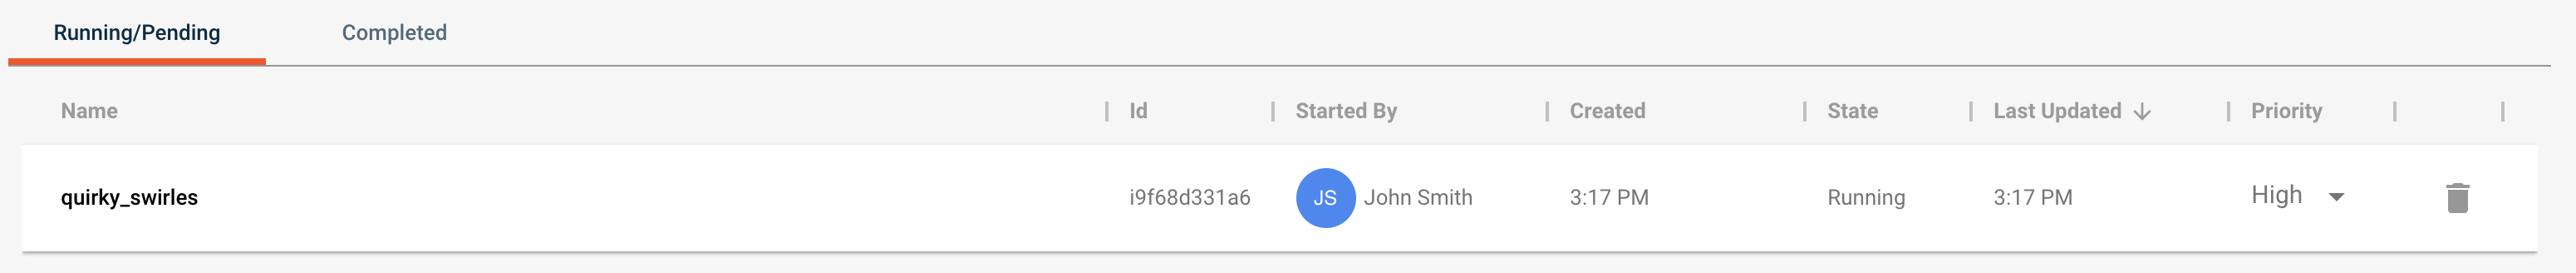 Running/Pending Completed
Name Id Started By Created State Last Updated Priority
quirky_swirles i9f68d331a6 JS John Smith 3:17 PM Running 3:17 PM High